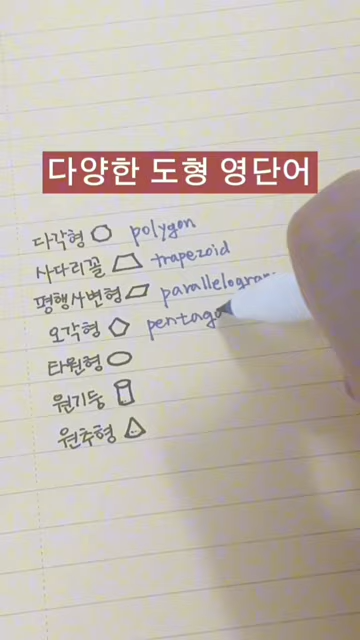 다양한 도형 영단어
다각형 polygon
사다리꼴 trapezoid
평행사변형 parallelogram
오각형 pentago
타원형
원기둥
원추형